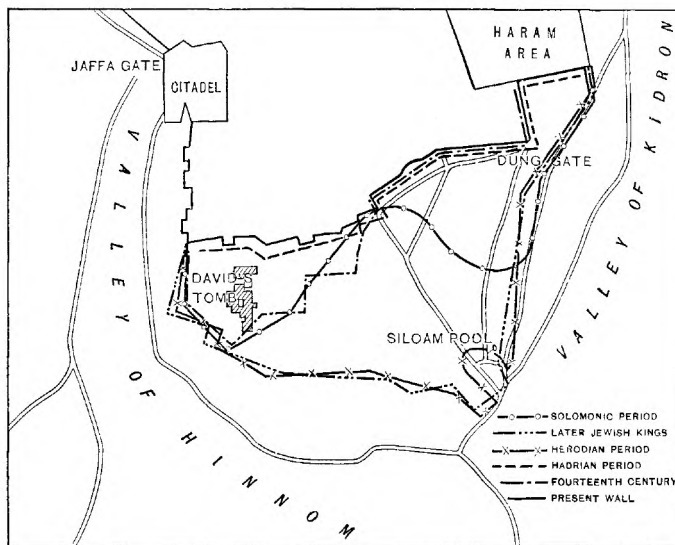 HARAM
AREA
JAFFA GATE
CITADEL
VALLEY OF KIDRON
DUNG GATE
VALLEY OF HINNOM
DAVID'S
TOMB
SILOAM POOL
SOLOMONIC PERIOD
LATER JEWISH KINGS
HERODIAN PERIOD
HADRIAN PERIOD
FOURTEENTH CENTURY
PRESENT WALL